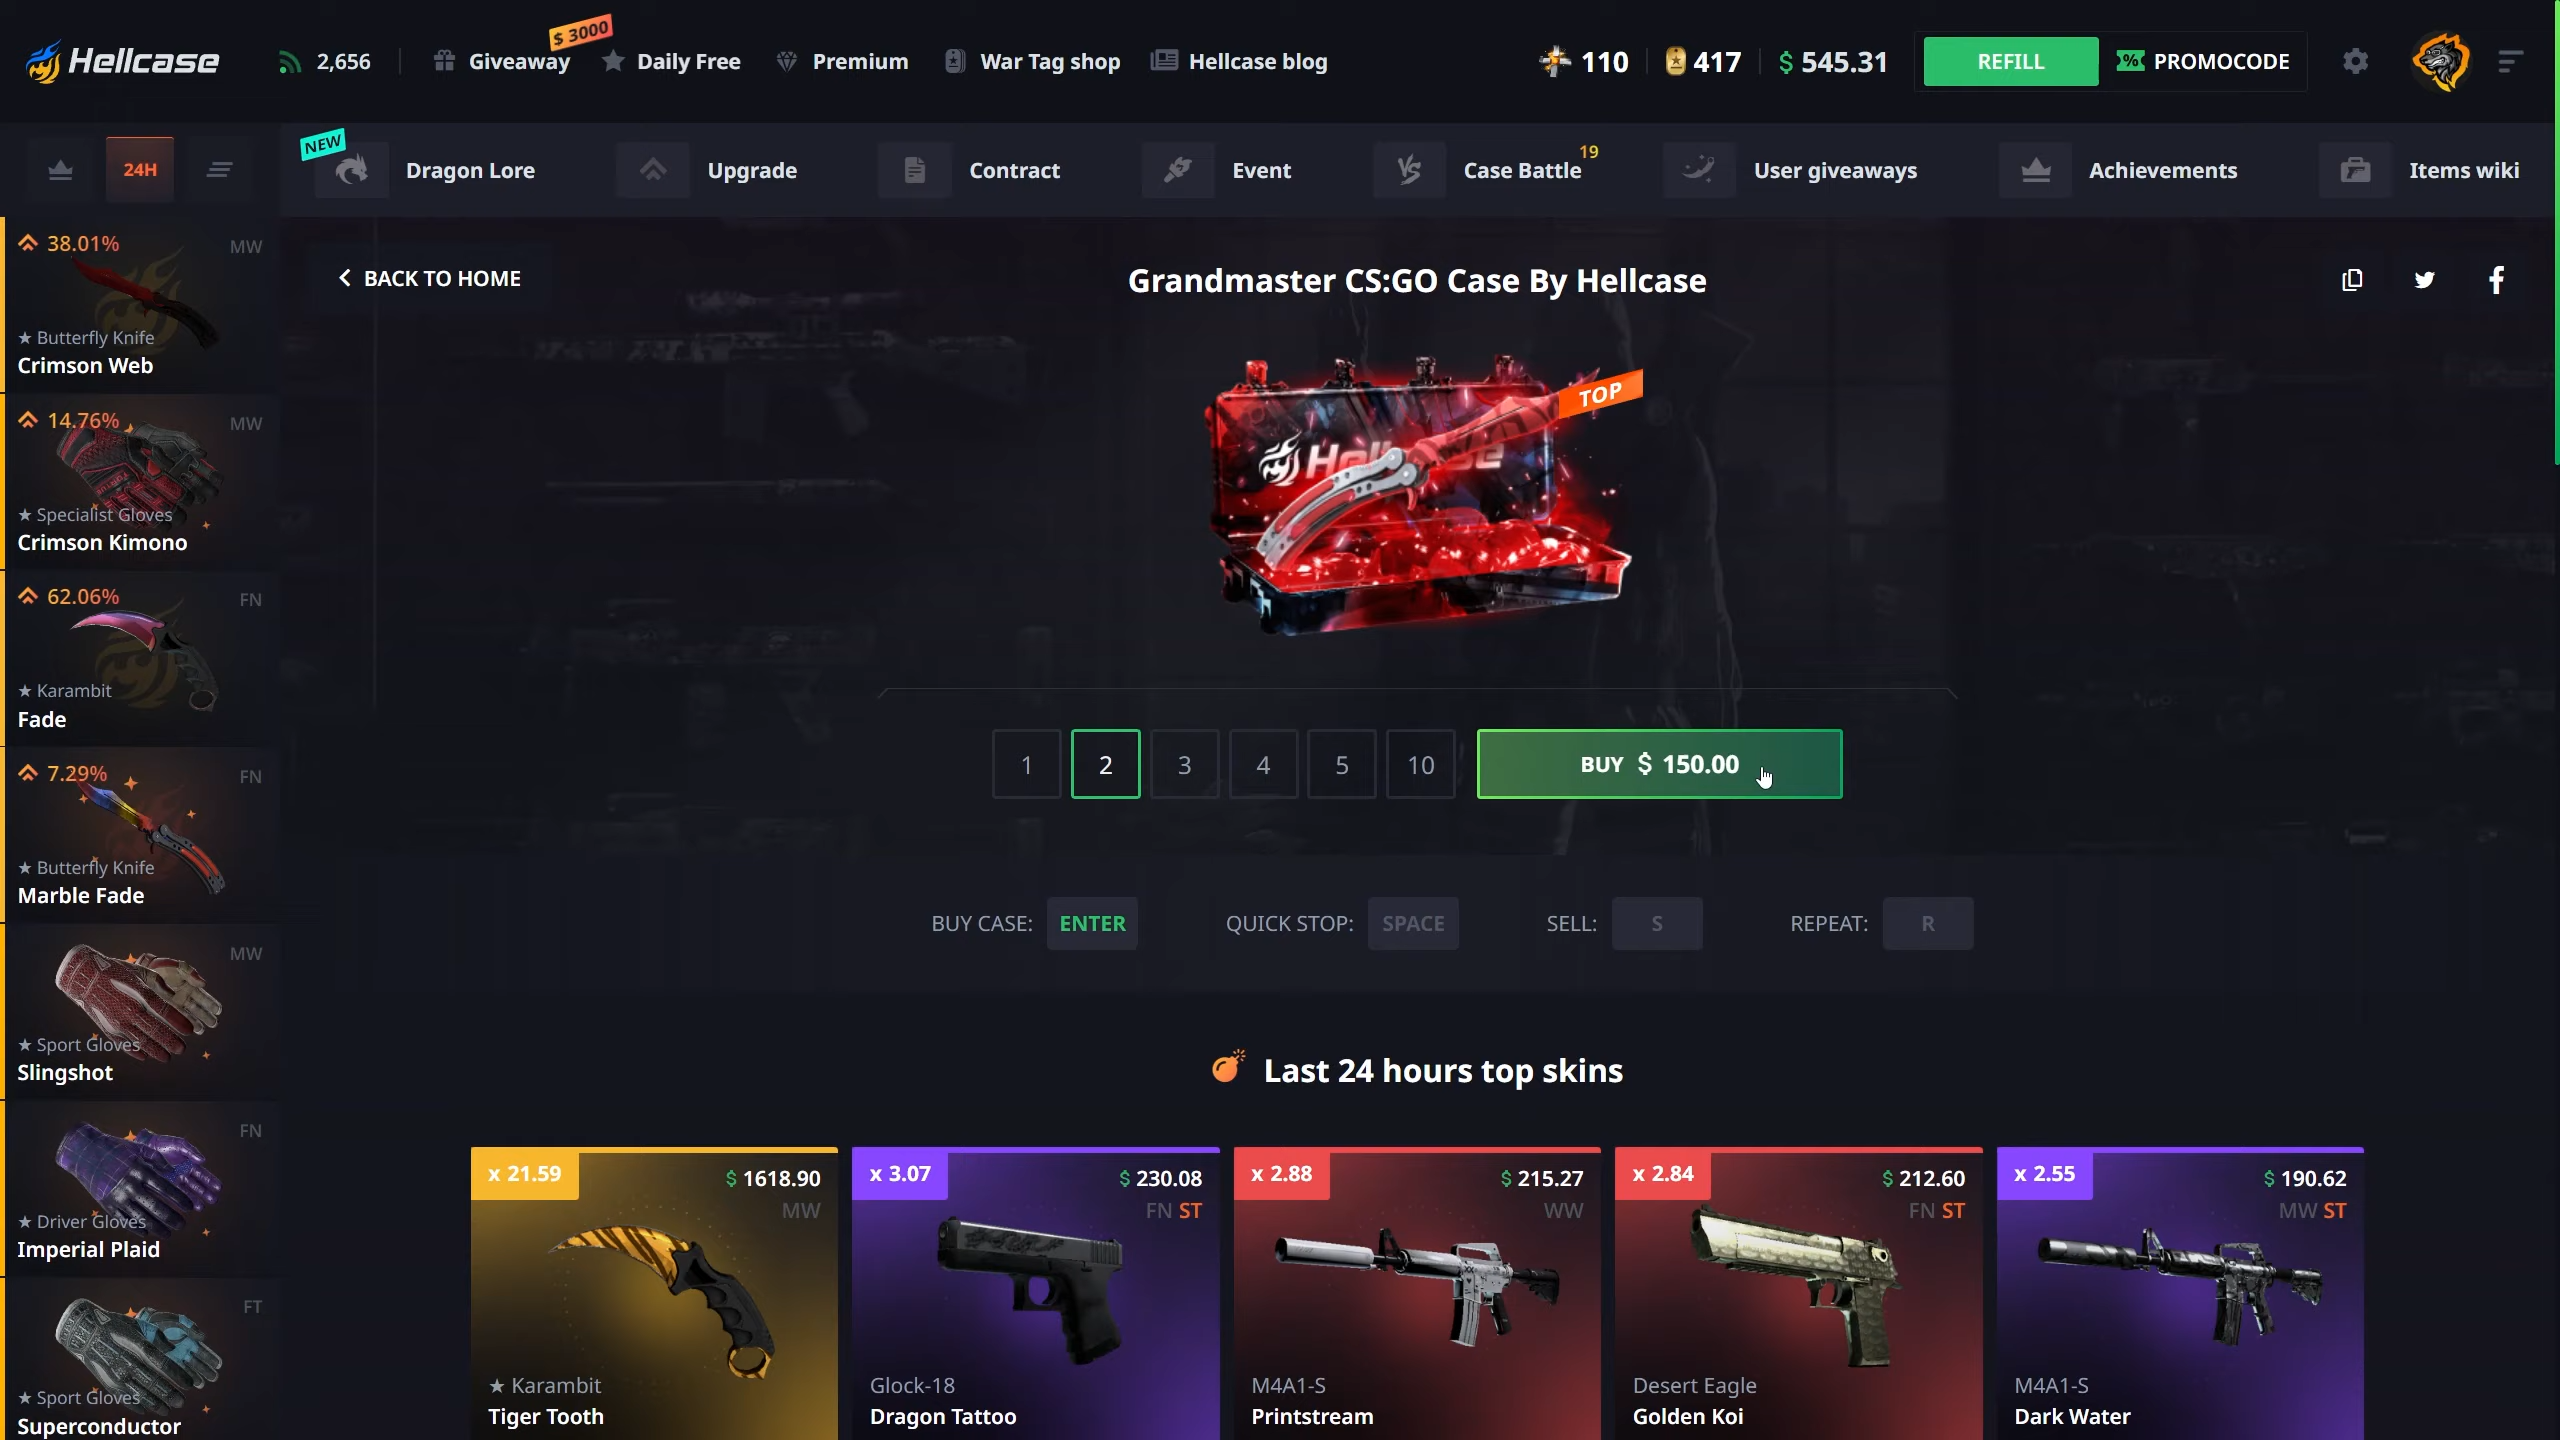 Hellcase
2,656
Giveaway
$ 3000
Daily Free
Premium
War Tag shop
Hellcase blog
110
417
$ 545.31
REFILL
% PROMOCODE
24H
NEW
Dragon Lore
Upgrade
Contract
VS
Event
Case Battle
19
User giveaways
Achievements
Items wiki
38.01%
MW
★ Butterfly Knife
Crimson Web
14.76%
MW
★ Specialist Gloves
Crimson Kimono
62.06%
FN
★ Karambit
Fade
7.29%
FN
★ Butterfly Knife
Marble Fade
MW
★ Sport Gloves
Slingshot
FN
★ Driver Gloves
Imperial Plaid
FT
★ Sport Gloves
Superconductor
BACK TO HOME
Grandmaster CS:GO Case By Hellcase
TOP
Hellcase
1
2
3
4
5
10
BUY $ 150.00
BUY CASE: ENTER
QUICK STOP: SPACE
SELL: S
REPEAT: R
Last 24 hours top skins
x 21.59
$ 1618.90
MW
★ Karambit
Tiger Tooth
x 3.07
$ 230.08
FN ST
Glock-18
Dragon Tattoo
x 2.88
$ 215.27
WW
M4A1-S
Printstream
x 2.84
$ 212.60
FN ST
Desert Eagle
Golden Koi
x 2.55
$ 190.62
MW ST
M4A1-S
Dark Water